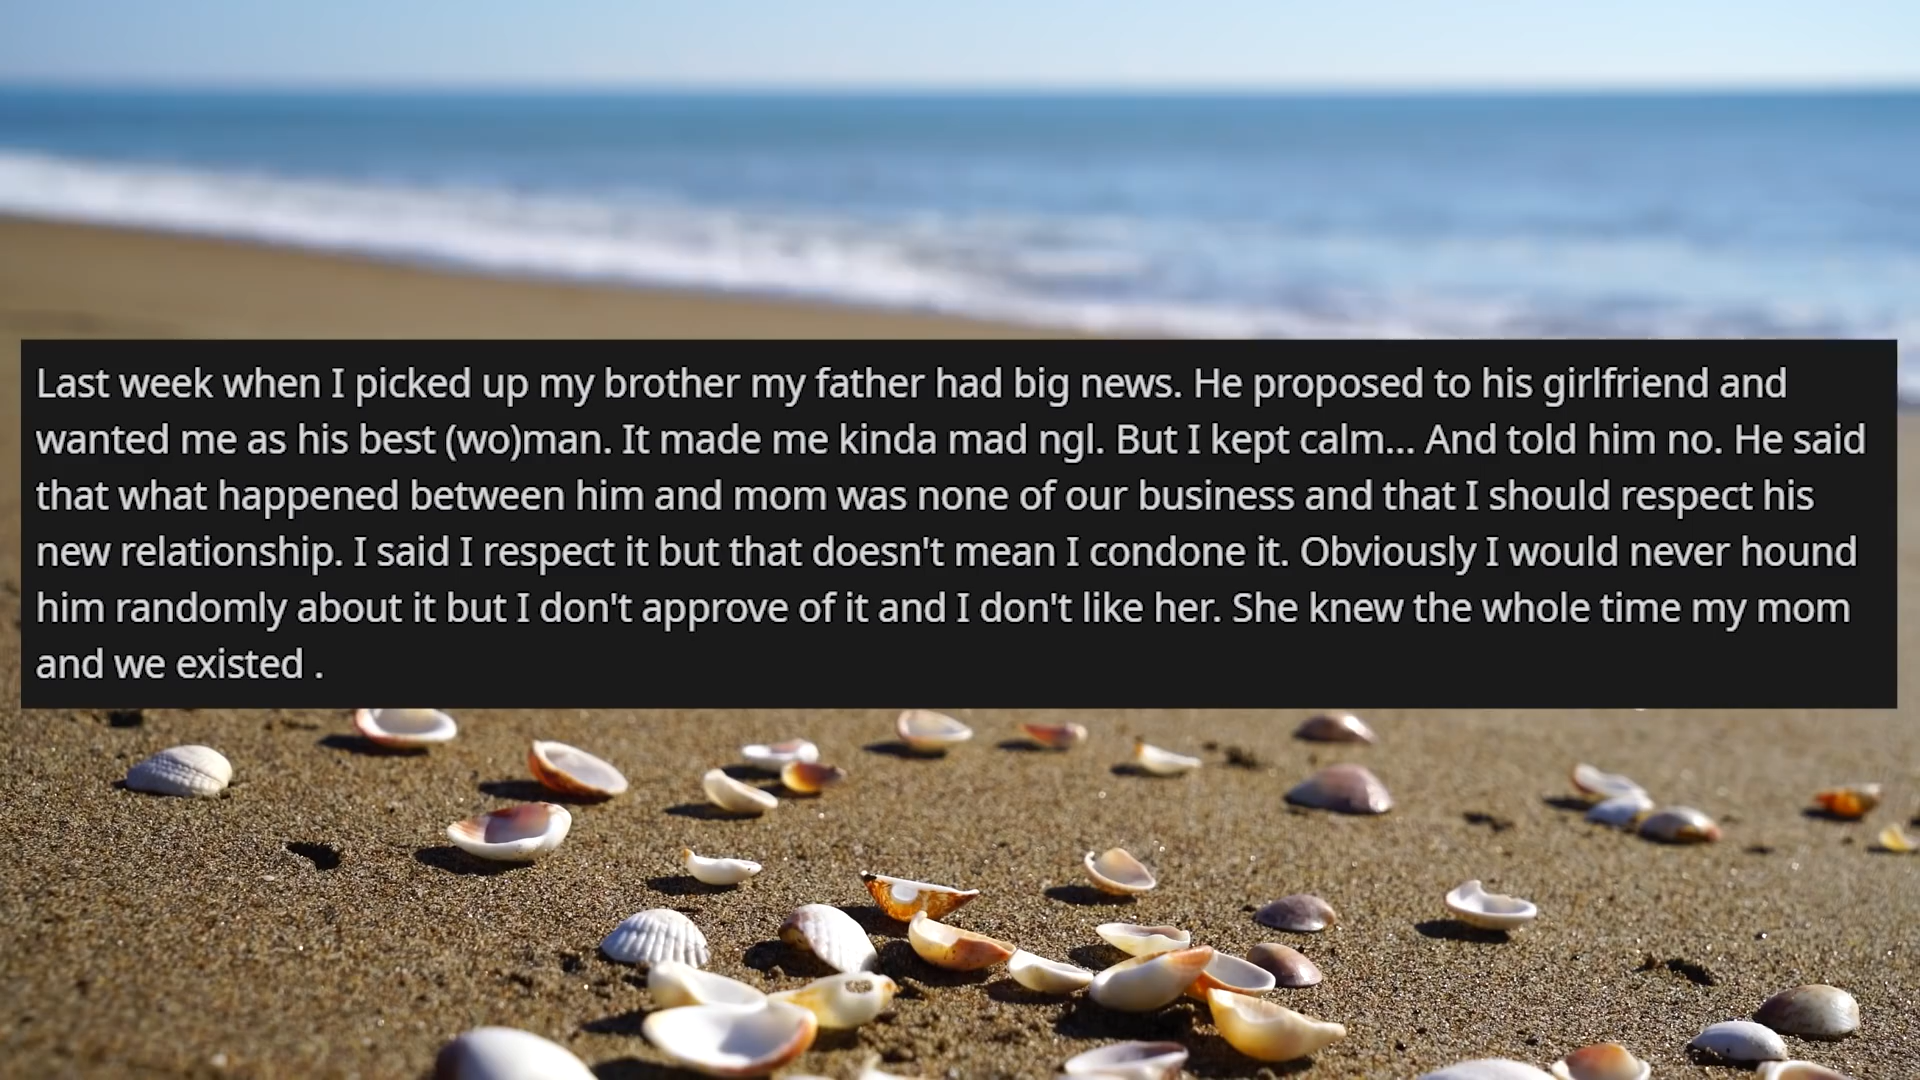 Last week when I picked up my brother my father had big news. He proposed to his girlfriend and
wanted me as his best (wo)man. It made me kinda mad ngl. But I kept calm... And told him no. He said
that what happened between him and mom was none of our business and that I should respect his
new relationship. I said I respect it but that doesn't mean I condone it. Obviously I would never hound
him randomly about it but I don't approve of it and I don't like her. She knew the whole time my mom
and we existed .